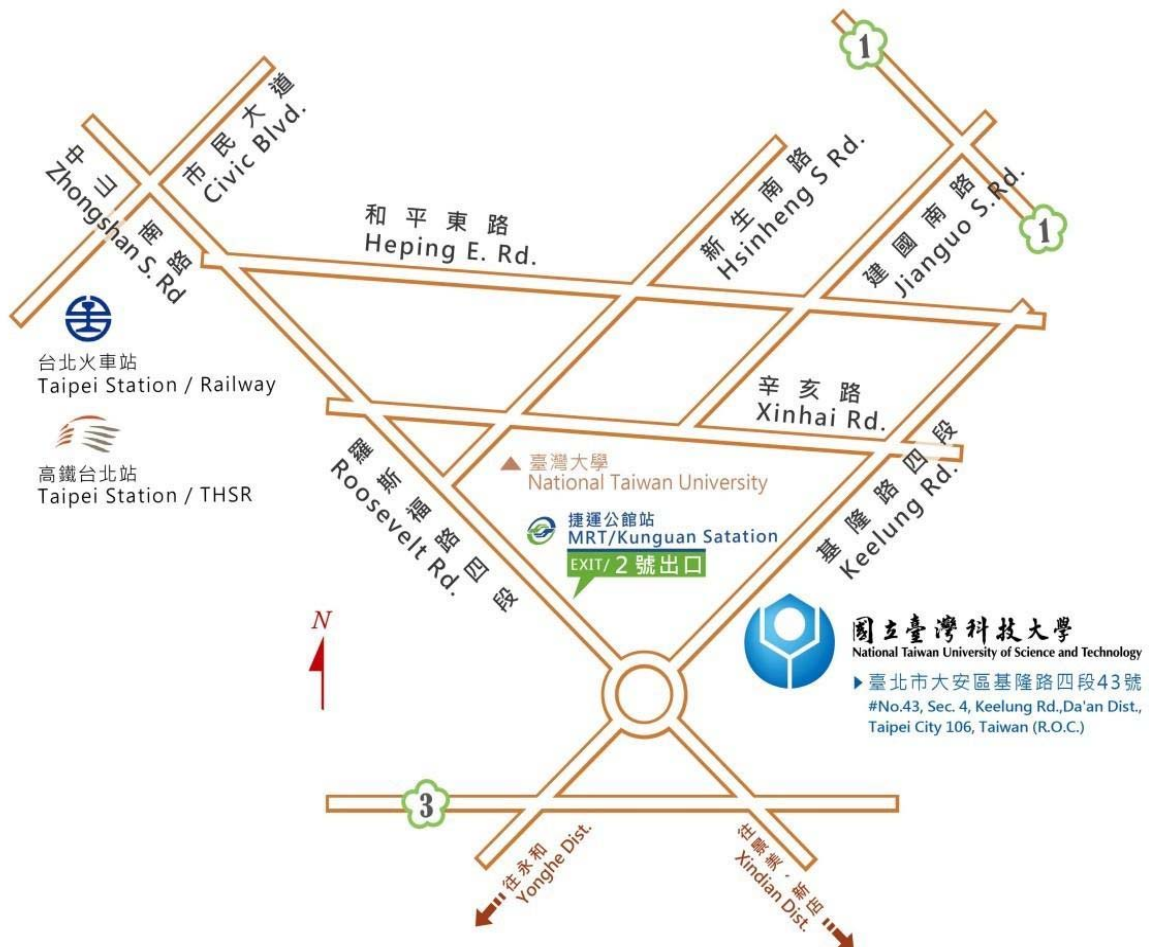 1
市民大道
Civic Blvd.
中山南路
Zhongshan S. Rd
和平東路
Heping E. Rd.
新生南路
Hsinheng S Rd.
建國南路
Jianguo S.Rd.
1
台北火車站
Taipei Station / Railway
高鐵台北站
Taipei Station / THSR
辛亥路
Xinhai Rd.
羅斯福路四段
Roosevelt Rd.
臺灣大學
National Taiwan University
捷運公館站
MRT/Kunguan Satation
EXIT/ 2 號出口
基隆路四段
Keelung Rd.
N
國立臺灣科技大學
National Taiwan University of Science and Technology
臺北市大安區基隆路四段43號
#No.43, Sec. 4, Keelung Rd.,Da'an Dist.,
Taipei City 106, Taiwan (R.O.C.)
3
往永和
Yonghe Dist.
往景美、新店
Xindian Dist.